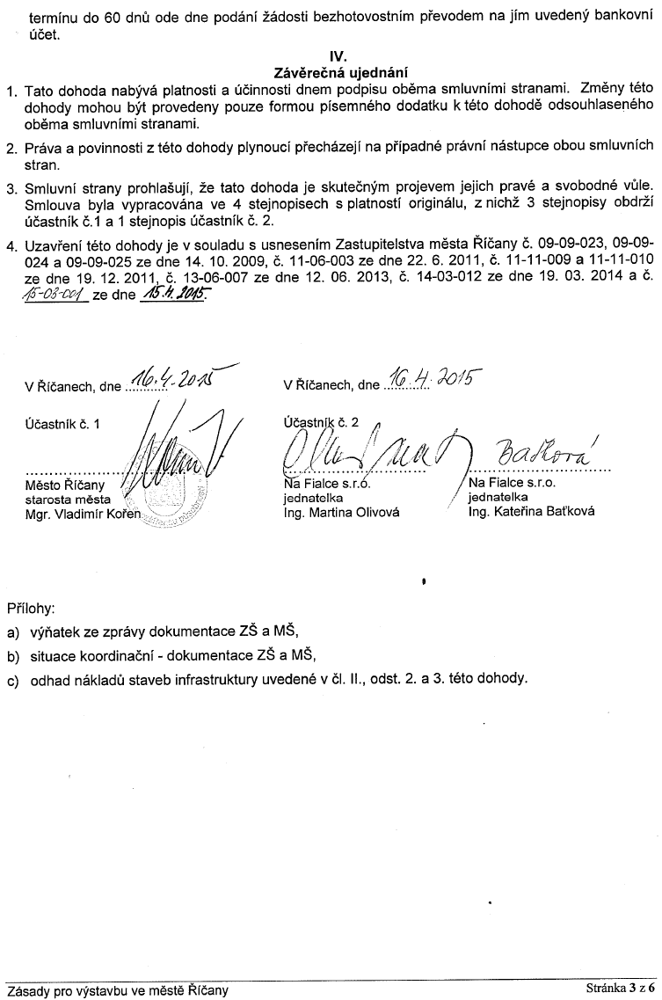 termínu do 60 dnů ode dne podání žádosti bezhotovostním převodem na jím uvedený bankovní
účet.
IV.
Závěrečná ujednání
1. Tato dohoda nabývá platnosti a účinnosti dnem podpisu oběma smluvními stranami. Změny této
dohody mohou být provedeny pouze formou písemného dodatku k této dohodě odsouhlaseného
oběma smluvními stranami.
2. Práva a povinnosti z této dohody plynoucí přecházejí na případné právní nástupce obou smluvních
stran.
3. Smluvní strany prohlašují, že tato dohoda je skutečným projevem jejich pravé a svobodné vůle.
Smlouva byla vypracována ve 4 stejnopisech s platností originálu, z nichž 3 stejnopisy obdrží
účastník č.1 a 1 stejnopis účastník č. 2.
4. Uzavření této dohody je v souladu s usnesením Zastupitelstva města Říčany č. 09-09-023, 09-09-
024 a 09-09-025 ze dne 14. 10. 2009, č. 11-06-003 ze dne 22. 6. 2011, č. 11-11-009 a 11-11-010
ze dne 19. 12. 2011, č. 13-06-007 ze dne 12. 06. 2013, č. 14-03-012 ze dne 19. 03. 2014 a č.
15-03-001 ze dne 15.4.2015.
V Říčanech, dne 16.4.2015 V Říčanech, dne 16.4.2015
Účastník č. 1 Účastník č. 2
Baťková
Město Říčany Na Fialce s.r.o. Na Fialce s.r.o.
starosta města jednatelka jednatelka
Mgr. Vladimír Kořen Ing. Martina Olivová Ing. Kateřina Baťková
Přílohy:
a) výňatek ze zprávy dokumentace ZŠ a MŠ,
b) situace koordinační - dokumentace ZŠ a MŠ,
c) odhad nákladů staveb infrastruktury uvedené v čl. II., odst. 2. a 3. této dohody.
Zásady pro výstavbu ve městě Říčany Stránka 3 z 6